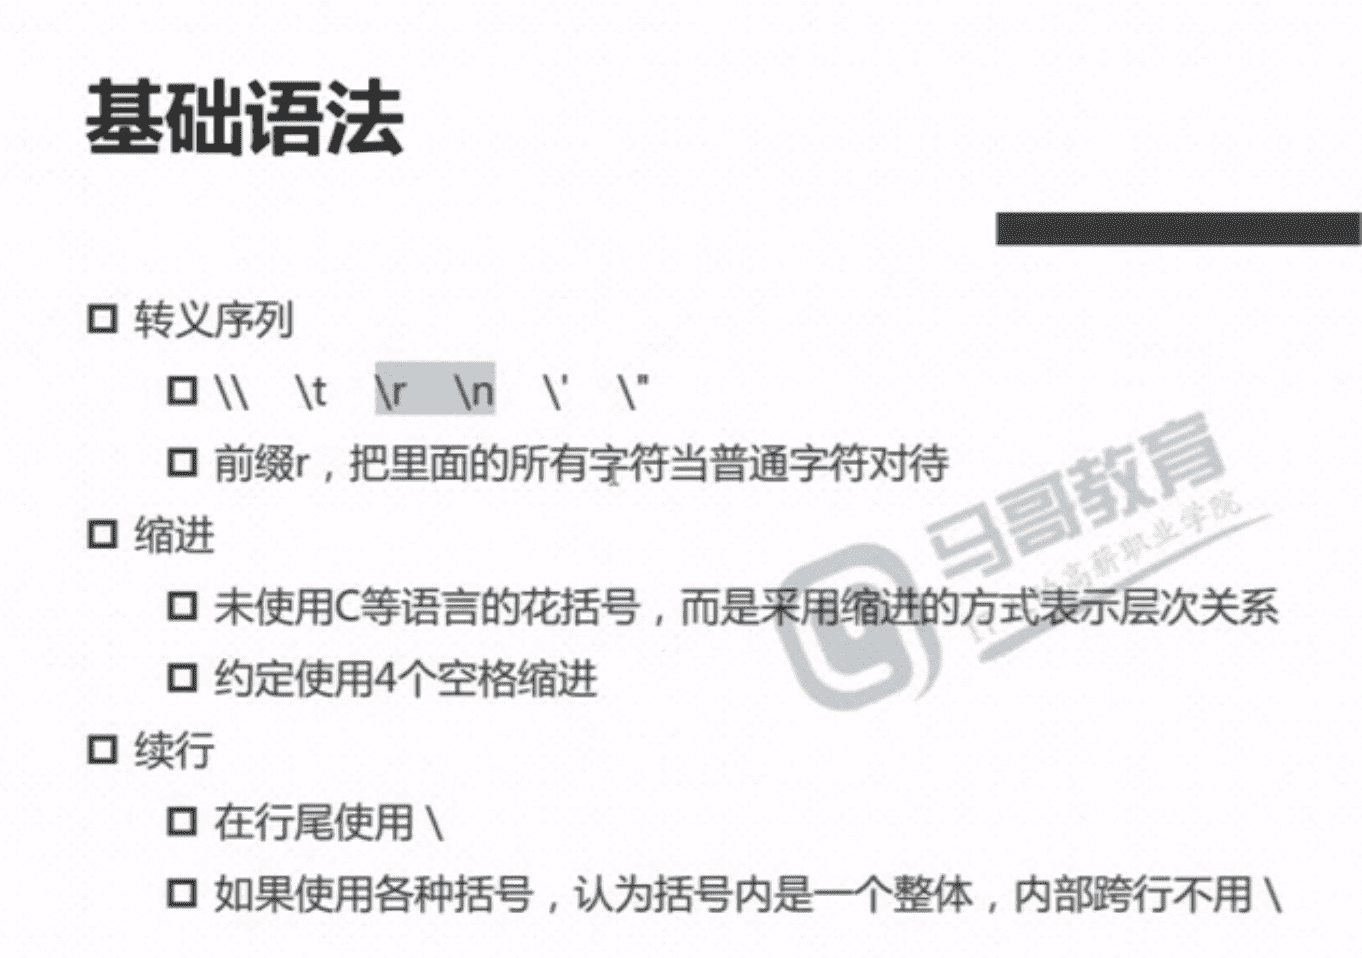 基础语法
转义序列
\\ \t \r \n \' \"
前缀r，把里面的所有字符当普通字符对待
缩进
未使用C等语言的花括号，而是采用缩进的方式表示层次关系
约定使用4个空格缩进
续行
在行尾使用 \
如果使用各种括号，认为括号内是一个整体，内部跨行不用 \
马哥教育
高薪职业学院